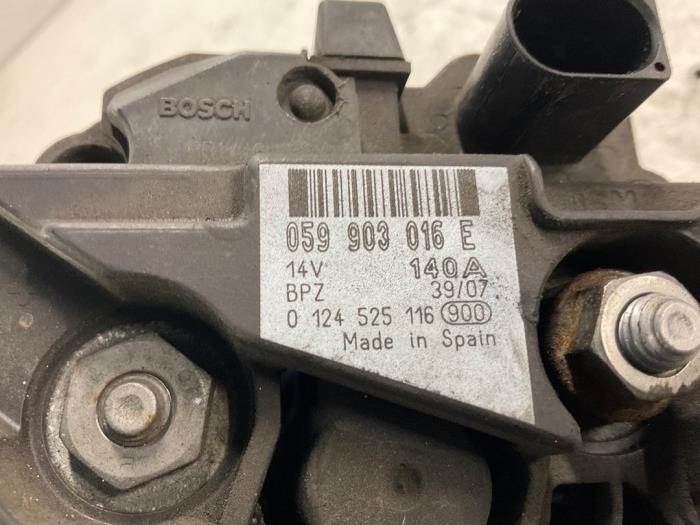 BOSCH
059 903 016 E
14V 140A
BPZ 39/07
0 124 525 116 900
Made in Spain